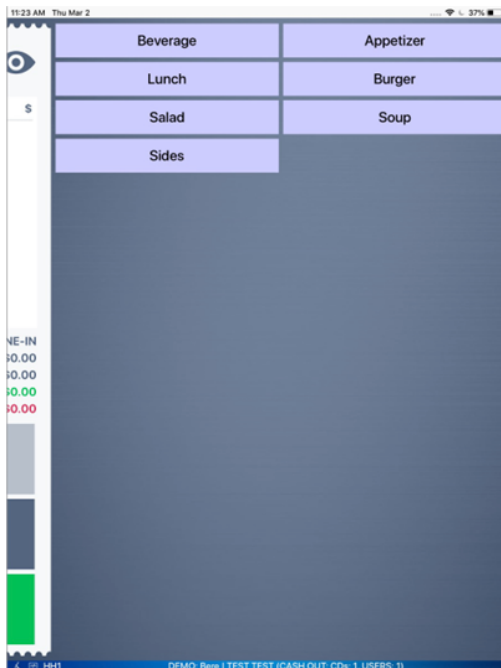 11:23 AM Thu Mar 2
37%
Beverage
Appetizer
Lunch
Burger
$
Salad
Soup
Sides
NE-IN
$0.00
$0.00
$0.00
$0.00
HH1
DEMO: Bere | TEST TEST (CASH OUT: CDs: 1, USERS: 1)